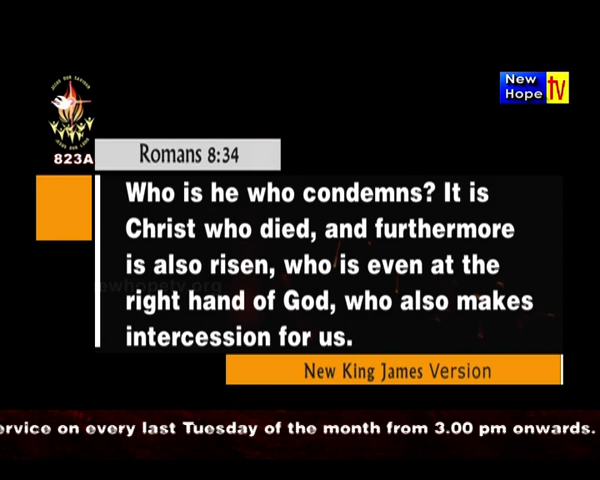 New
Hope tv
823A
Romans 8:34
Who is he who condemns? It is
Christ who died, and furthermore
is also risen, who is even at the
right hand of God, who also makes
intercession for us.
ewhopetv.org
New King James Version
ervice on every last Tuesday of the month from 3.00 pm onwards.